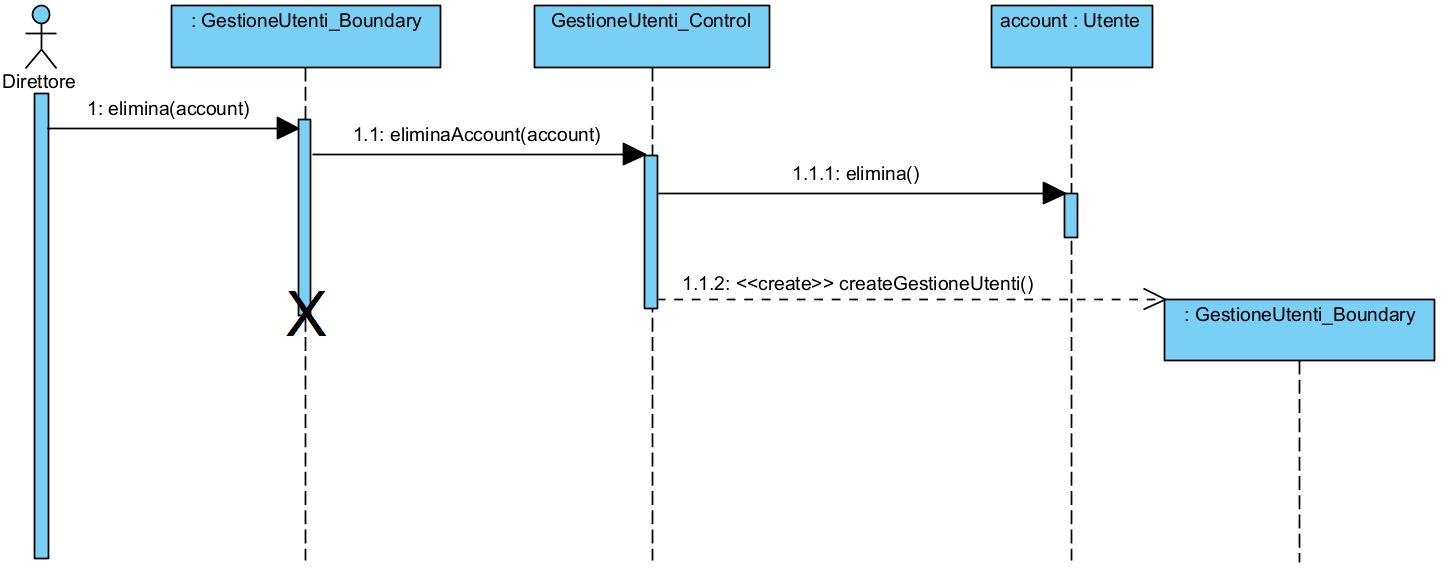 : GestioneUtenti_Boundary
GestioneUtenti_Control
account : Utente
Direttore
1: elimina(account)
1.1: eliminaAccount(account)
1.1.1: elimina()
1.1.2: <<create>> createGestioneUtenti()
: GestioneUtenti_Boundary